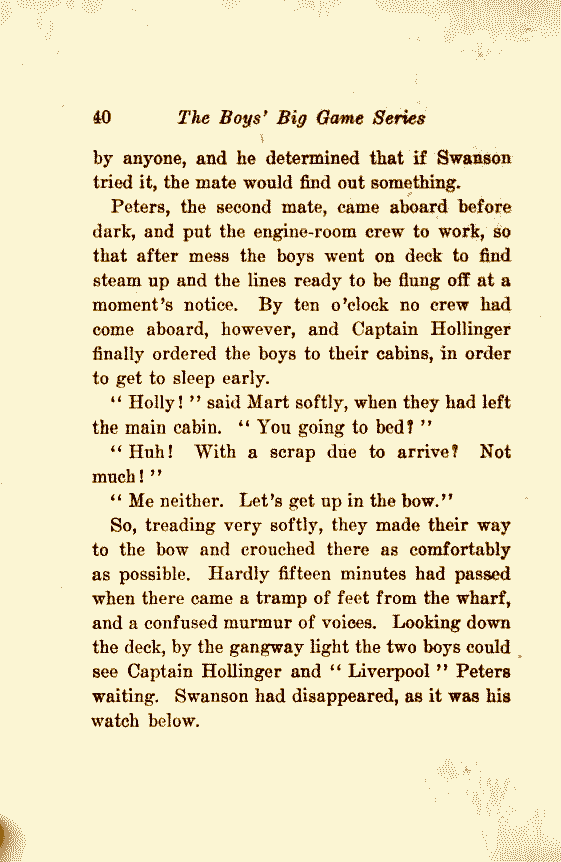 40 The Boys' Big Game Series
by anyone, and he determined that if Swanson
tried it, the mate would find out something.
Peters, the second mate, came aboard before
dark, and put the engine-room crew to work, so
that after mess the boys went on deck to find
steam up and the lines ready to be flung off at a
moment's notice. By ten o'clock no crew had
come aboard, however, and Captain Hollinger
finally ordered the boys to their cabins, in order
to get to sleep early.
"Holly!" said Mart softly, when they had left
the main cabin. "You going to bed?"
"Huh! With a scrap due to arrive? Not
much!"
"Me neither. Let's get up in the bow."
So, treading very softly, they made their way
to the bow and crouched there as comfortably
as possible. Hardly fifteen minutes had passed
when there came a tramp of feet from the wharf,
and a confused murmur of voices. Looking down
the deck, by the gangway light the two boys could
see Captain Hollinger and "Liverpool" Peters
waiting. Swanson had disappeared, as it was his
watch below.